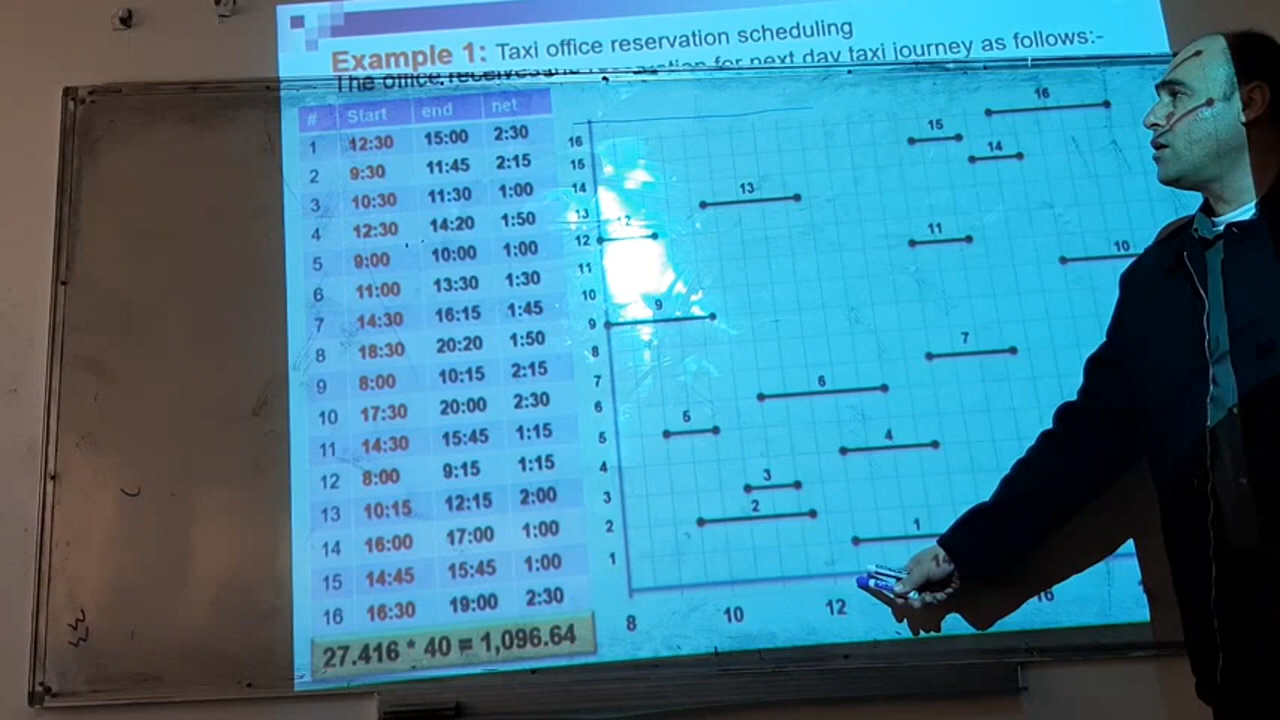 Example 1: Taxi office reservation scheduling
The office receives the reservation for next day taxi journey as follows:-
# Start end net
1 12:30 15:00 2:30
2 9:30 11:45 2:15
3 10:30 11:30 1:00
4 12:30 14:20 1:50
5 9:00 10:00 1:00
6 11:00 13:30 1:30
7 14:30 16:15 1:45
8 18:30 20:20 1:50
9 8:00 10:15 2:15
10 17:30 20:00 2:30
11 14:30 15:45 1:15
12 8:00 9:15 1:15
13 10:15 12:15 2:00
14 16:00 17:00 1:00
15 14:45 15:45 1:00
16 16:30 19:00 2:30
27.416 * 40 = 1,096.64
16
15
14
13
12
11
10
9
8
7
6
5
4
3
2
1
16
15
14
13
12
11
10
9
7
6
5
4
3
2
1
8 10 12 16